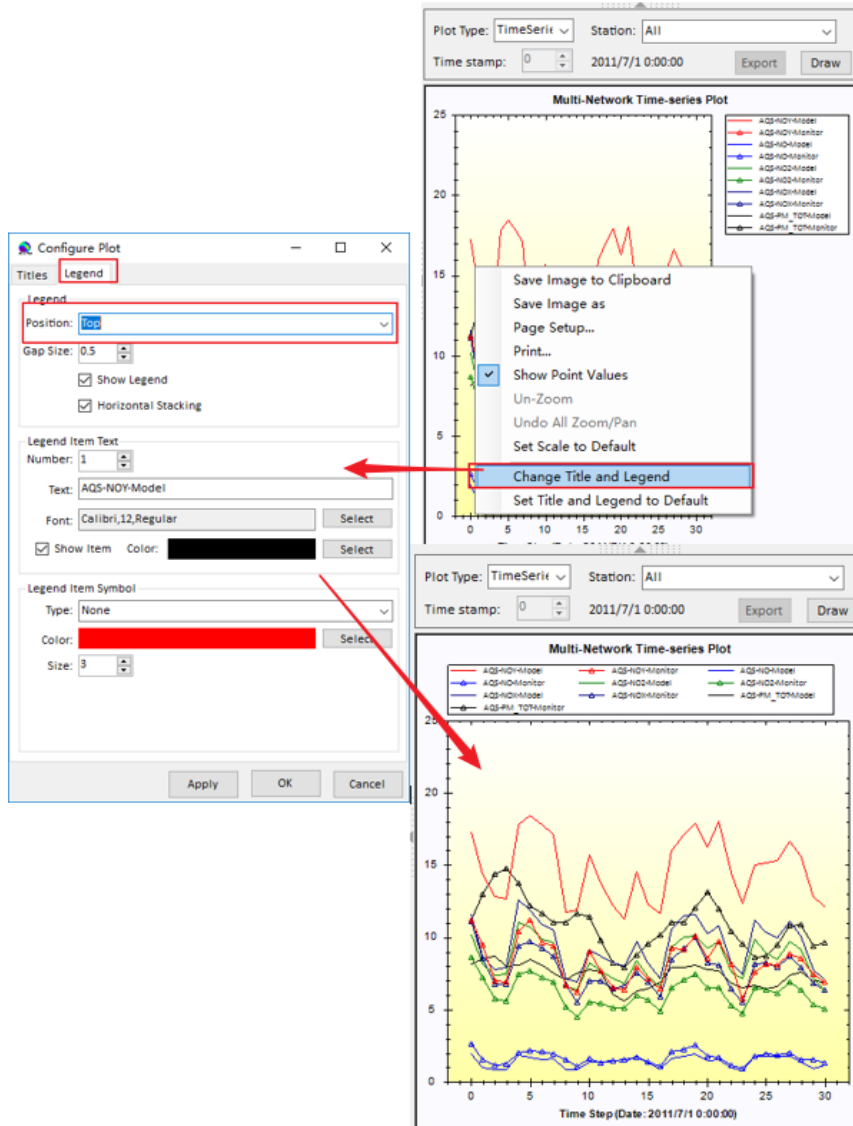 Plot Type: TimeSerie Station: All
Time stamp: 0 2011/7/1 0:00:00 Export Draw
Multi-Network Time-series Plot
25
20
15
10
5
0
0 5 10 15 20 25 30
AQS-NOY-Model
AQS-NOY-Monitor
AQS-NO-Model
AQS-NO-Monitor
AQS-NO2-Model
AQS-NO2-Monitor
AQS-NOX-Model
AQS-NOX-Monitor
AQS-PM_TOT-Model
AQS-PM_TOT-Monitor
Save Image to Clipboard
Save Image as
Page Setup...
Print...
Show Point Values
Un-Zoom
Undo All Zoom/Pan
Set Scale to Default
Change Title and Legend
Set Title and Legend to Default
Configure Plot
Titles Legend
Legend
Position: Top
Gap Size: 0.5
Show Legend
Horizontal Stacking
Legend Item Text
Number: 1
Text: AQS-NOY-Model
Font: Calibri,12,Regular Select
Show Item Color: Select
Legend Item Symbol
Type: None
Color: Select
Size: 3
Apply OK Cancel
Plot Type: TimeSerie Station: All
Time stamp: 0 2011/7/1 0:00:00 Export Draw
Multi-Network Time-series Plot
AQS-NOY-Model AQS-NOY-Monitor AQS-NO-Model
AQS-NO-Monitor AQS-NO2-Model AQS-NO2-Monitor
AQS-NOX-Model AQS-NOX-Monitor AQS-PM_TOT-Model
AQS-PM_TOT-Monitor
25
20
15
10
5
0
0 5 10 15 20 25 30
Time Step (Date: 2011/7/1 0:00:00)